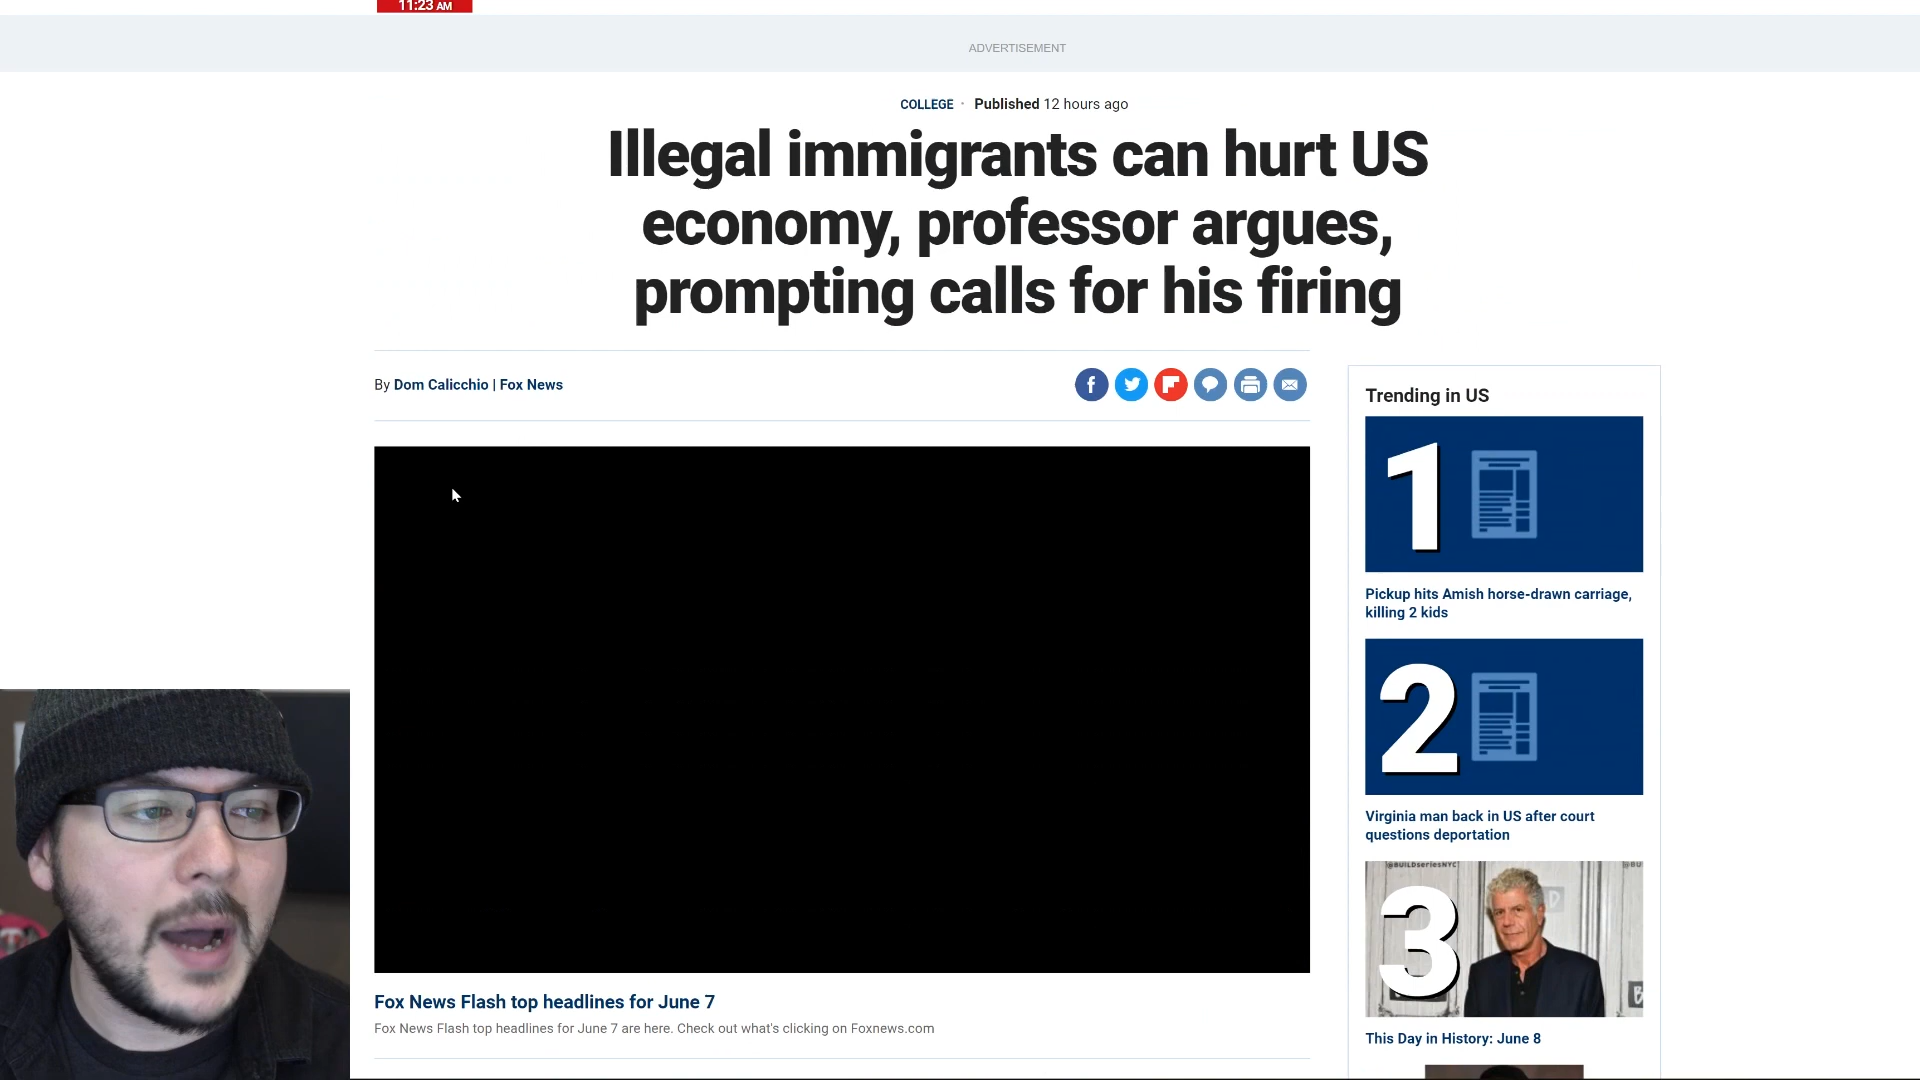 11:23 AM
ADVERTISEMENT
COLLEGE · Published 12 hours ago
Illegal immigrants can hurt US
economy, professor argues,
prompting calls for his firing
By Dom Calicchio | Fox News
Trending in US
1
Pickup hits Amish horse-drawn carriage,
killing 2 kids
2
Virginia man back in US after court
questions deportation
@BUILDseriesNYC
3
This Day in History: June 8
Fox News Flash top headlines for June 7
Fox News Flash top headlines for June 7 are here. Check out what's clicking on Foxnews.com